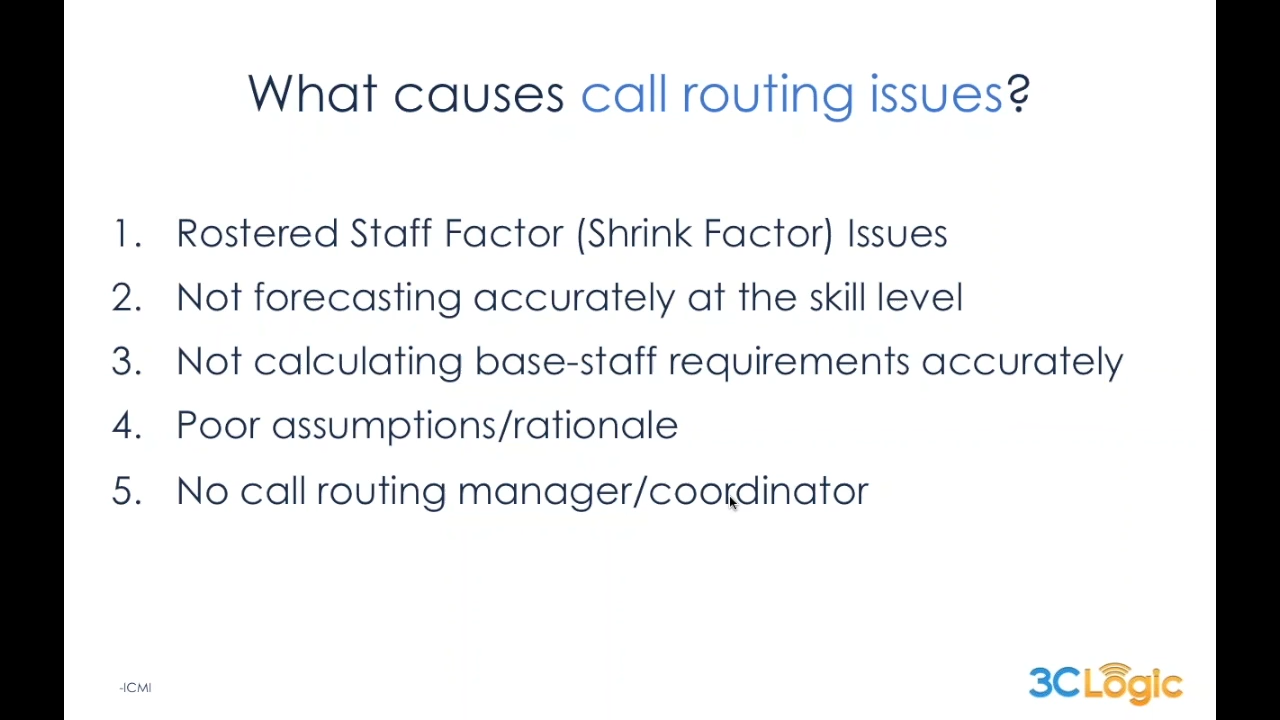 What causes call routing issues?
1. Rostered Staff Factor (Shrink Factor) Issues
2. Not forecasting accurately at the skill level
3. Not calculating base-staff requirements accurately
4. Poor assumptions/rationale
5. No call routing manager/coordinator
-ICMI
3CLogic